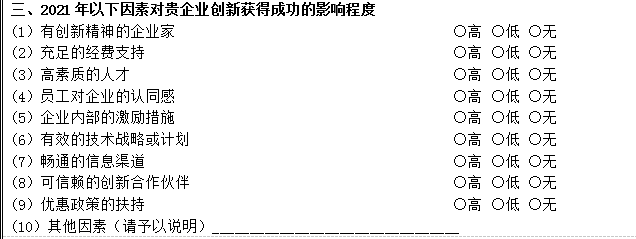 三、2021年以下因素对贵企业创新获得成功的影响程度
(1) 有创新精神的企业家 ○高 ○低 ○无
(2) 充足的经费支持 ○高 ○低 ○无
(3) 高素质的人才 ○高 ○低 ○无
(4) 员工对企业的认同感 ○高 ○低 ○无
(5) 企业内部的激励措施 ○高 ○低 ○无
(6) 有效的技术战略或计划 ○高 ○低 ○无
(7) 畅通的信息渠道 ○高 ○低 ○无
(8) 可信赖的创新合作伙伴 ○高 ○低 ○无
(9) 优惠政策的扶持 ○高 ○低 ○无
(10) 其他因素（请予以说明）____________________